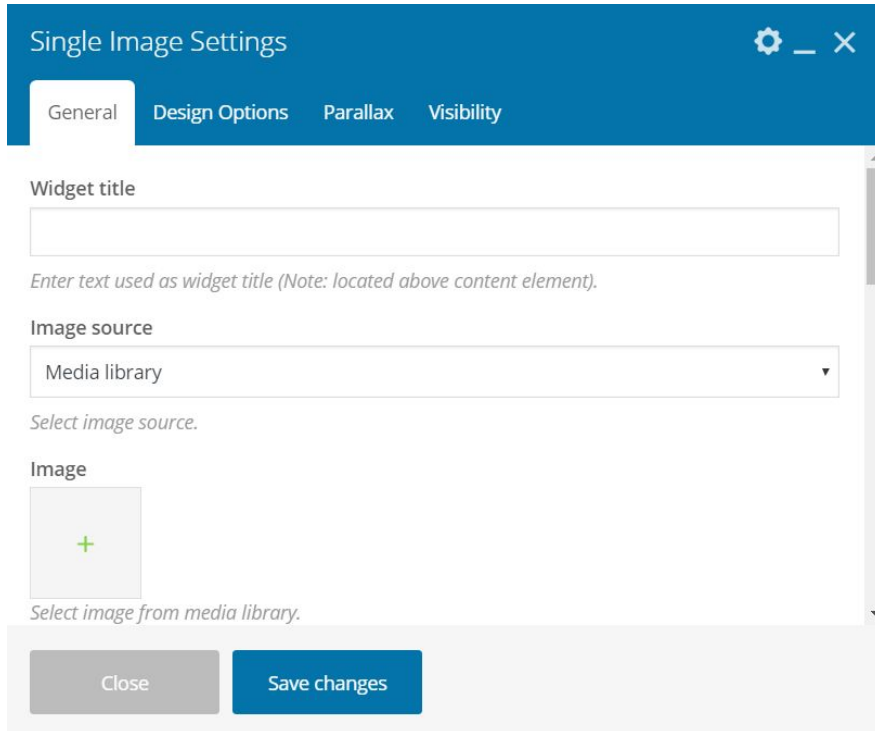 Single Image Settings
General Design Options Parallax Visibility
Widget title
Enter text used as widget title (Note: located above content element).
Image source
Media library
Select image source.
Image
+
Select image from media library.
Close Save changes